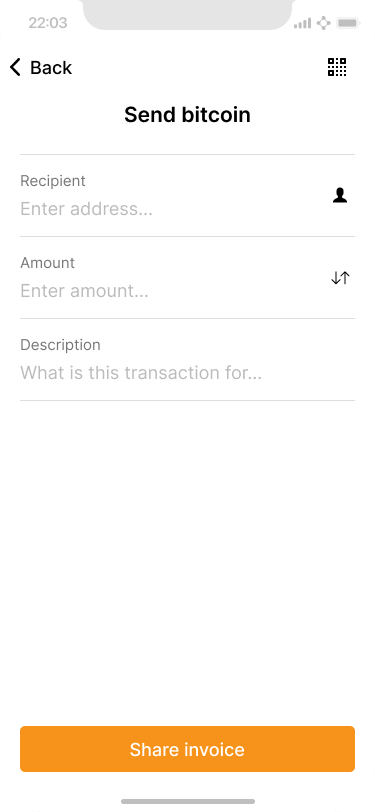 22:03
Back
Send bitcoin
Recipient
Enter address...
Amount
Enter amount...
Description
What is this transaction for...
Share invoice